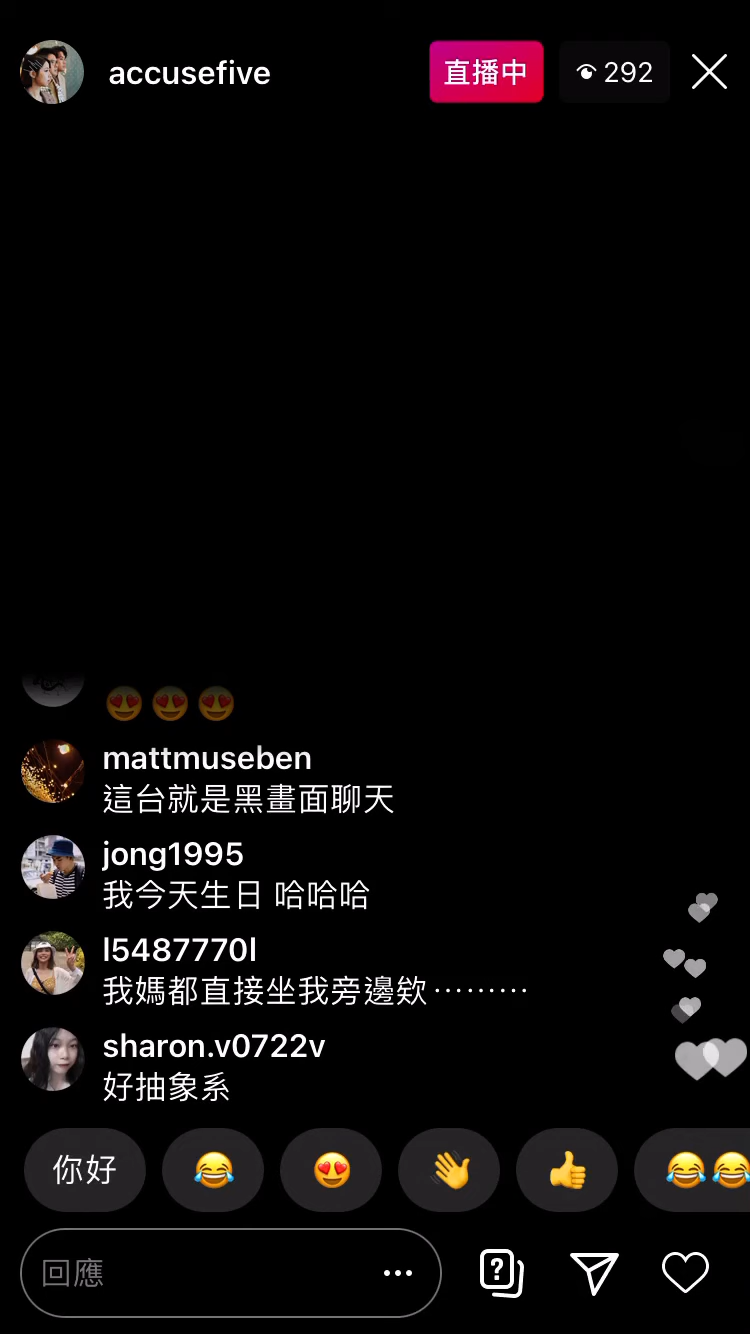 accusefive
直播中
292
😍😍😍
mattmuseben
這台就是黑畫面聊天
jong1995
我今天生日 哈哈哈
l5487770l
我媽都直接坐我旁邊欸⋯⋯⋯
sharon.v0722v
好抽象系
你好 😂 😍 👋 👍 😂😂
回應